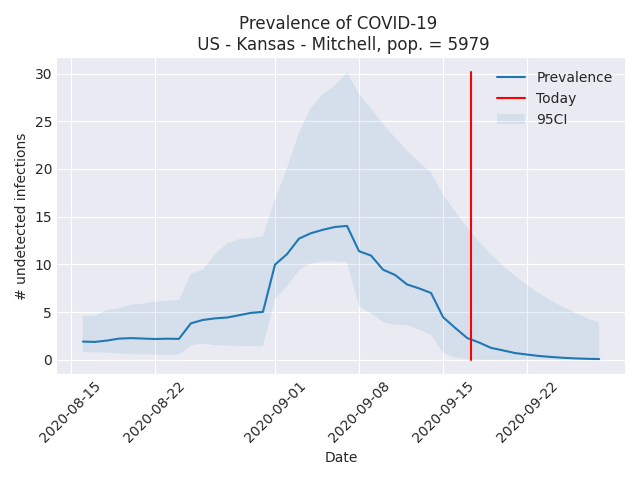 Prevalence of COVID-19
US - Kansas - Mitchell, pop. = 5979
30
25
20
15
10
5
0
# undetected infections
Prevalence
Today
95CI
2020-08-15
2020-08-22
2020-09-01
2020-09-08
2020-09-15
2020-09-22
Date